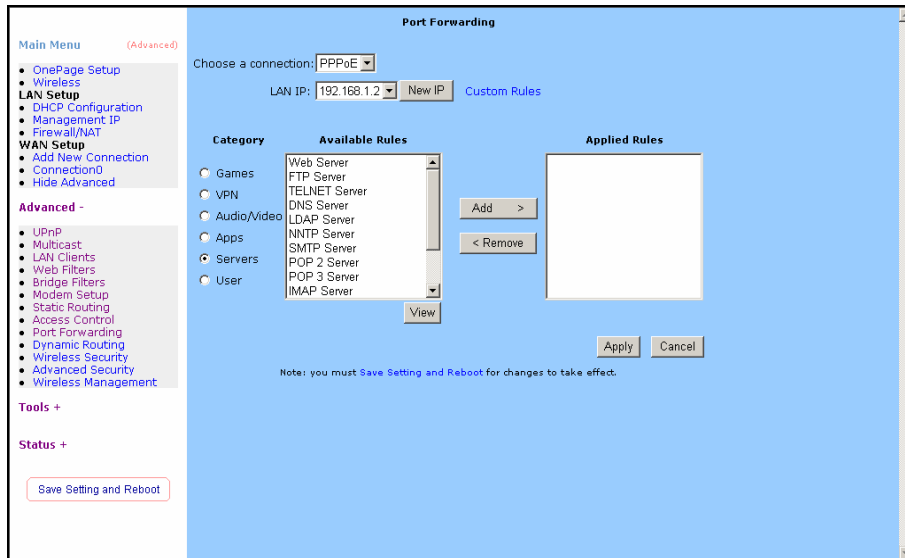 Port Forwarding
Main Menu (Advanced)
OnePage Setup
Wireless
LAN Setup
DHCP Configuration
Management IP
Firewall/NAT
WAN Setup
Add New Connection
Connection0
Hide Advanced
Advanced -
UPnP
Multicast
LAN Clients
Web Filters
Bridge Filters
Modem Setup
Static Routing
Access Control
Port Forwarding
Dynamic Routing
Wireless Security
Advanced Security
Wireless Management
Tools +
Status +
Save Setting and Reboot
Choose a connection: PPPoE
LAN IP: 192.168.1.2 New IP Custom Rules
Category Available Rules Applied Rules
Games
VPN
Audio/Video
Apps
Servers
User
Web Server
FTP Server
TELNET Server
DNS Server
LDAP Server
NNTP Server
SMTP Server
POP 2 Server
POP 3 Server
IMAP Server
View
Add >
< Remove
Apply Cancel
Note: you must Save Setting and Reboot for changes to take effect.